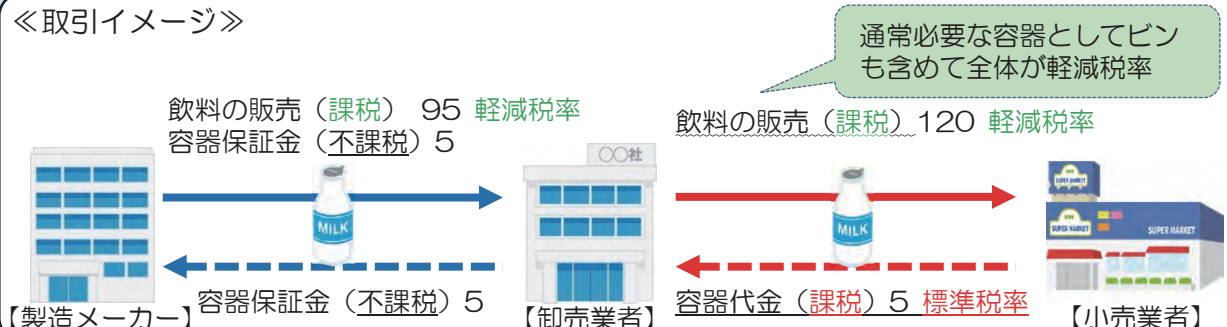 ≪取引イメージ≫
通常必要な容器としてビン
も含めて全体が軽減税率
飲料の販売（課税） 95 軽減税率
容器保証金（不課税）5
飲料の販売（課税）120 軽減税率
〇〇社
MILK
MILK
SUPER MARKET
SUPER MARKET
SUPER MARKET
容器保証金（不課税）5
容器代金（課税）5 標準税率
【製造メーカー】
【卸売業者】
【小売業者】